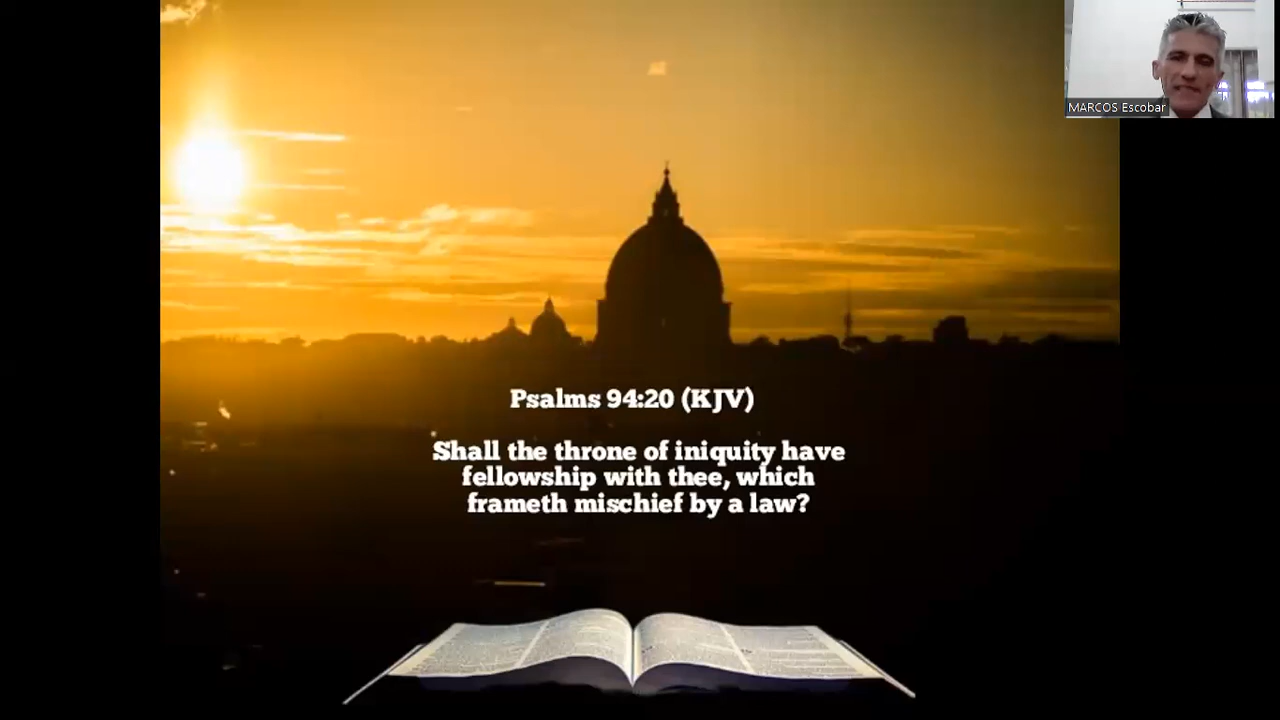 MARCOS Escobar
Psalms 94:20 (KJV)
Shall the throne of iniquity have
fellowship with thee, which
frameth mischief by a law?